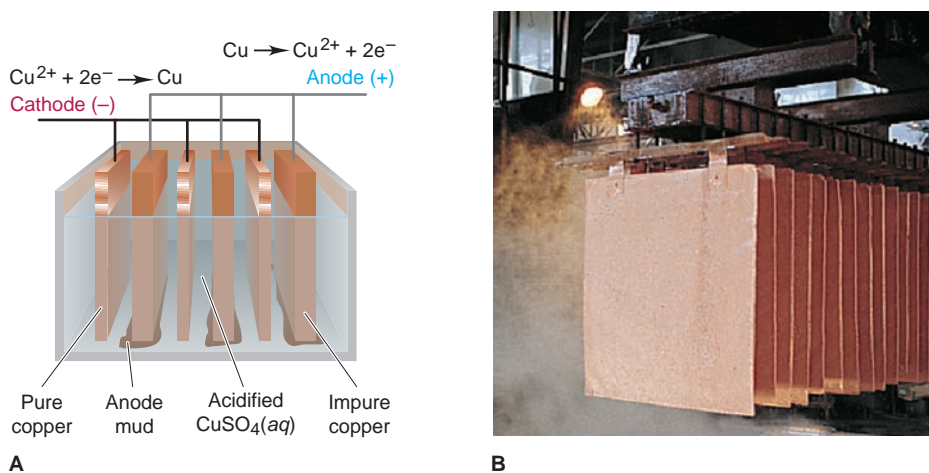 Cu → Cu²⁺ + 2e⁻
Cu²⁺ + 2e⁻ → Cu
Anode (+)
Cathode (–)
Pure
copper
Anode
mud
Acidified
CuSO₄(aq)
Impure
copper
A
B